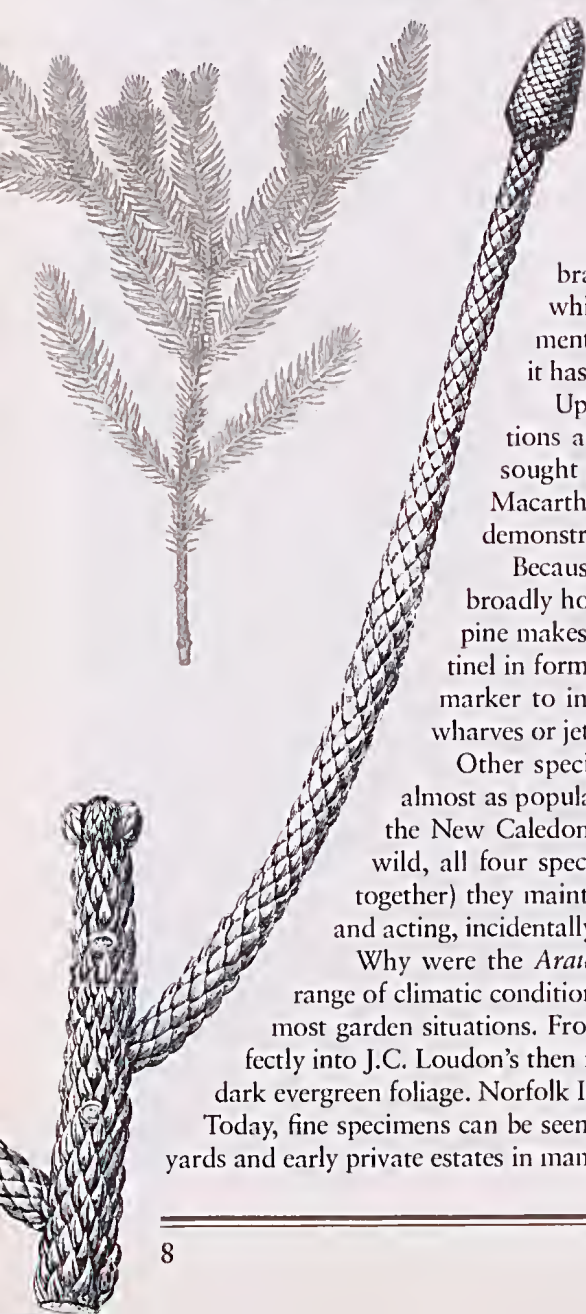 bra
whi
ment
it has
Up
tions a
sought
Macarth
demonstr
Becaus
broadly ho
pine makes
tinel in form
marker to in
wharves or jet
Other speci
almost as popula
the New Caledon
wild, all four spec
together) they maint
and acting, incidentally
Why were the Arau
range of climatic condition
most garden situations. Fro
fectly into J.C. Loudon's then
dark evergreen foliage. Norfolk I
Today, fine specimens can be seen
yards and early private estates in man
8